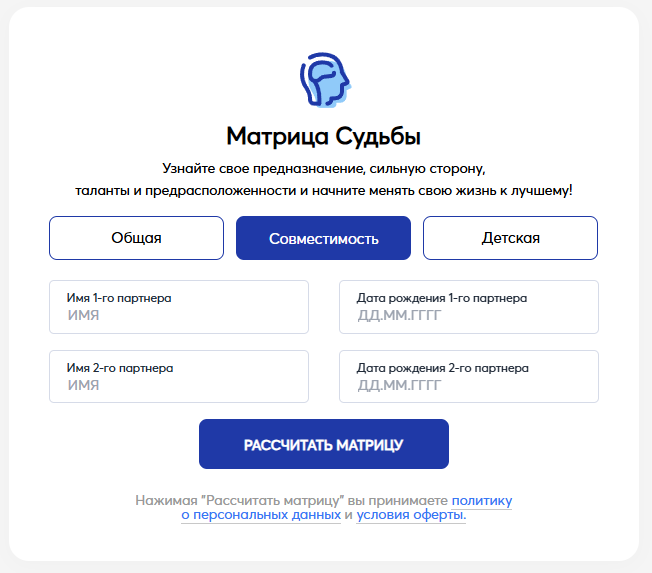 Матрица Судьбы
Узнайте свое предназначение, сильную сторону,
таланты и предрасположенности и начните менять свою жизнь к лучшему!
Общая
Совместимость
Детская
Имя 1-го партнера
ИМЯ
Дата рождения 1-го партнера
ДД.ММ.ГГГГ
Имя 2-го партнера
ИМЯ
Дата рождения 2-го партнера
ДД.ММ.ГГГГ
РАССЧИТАТЬ МАТРИЦУ
Нажимая "Рассчитать матрицу" вы принимаете политику
о персональных данных и условия оферты.